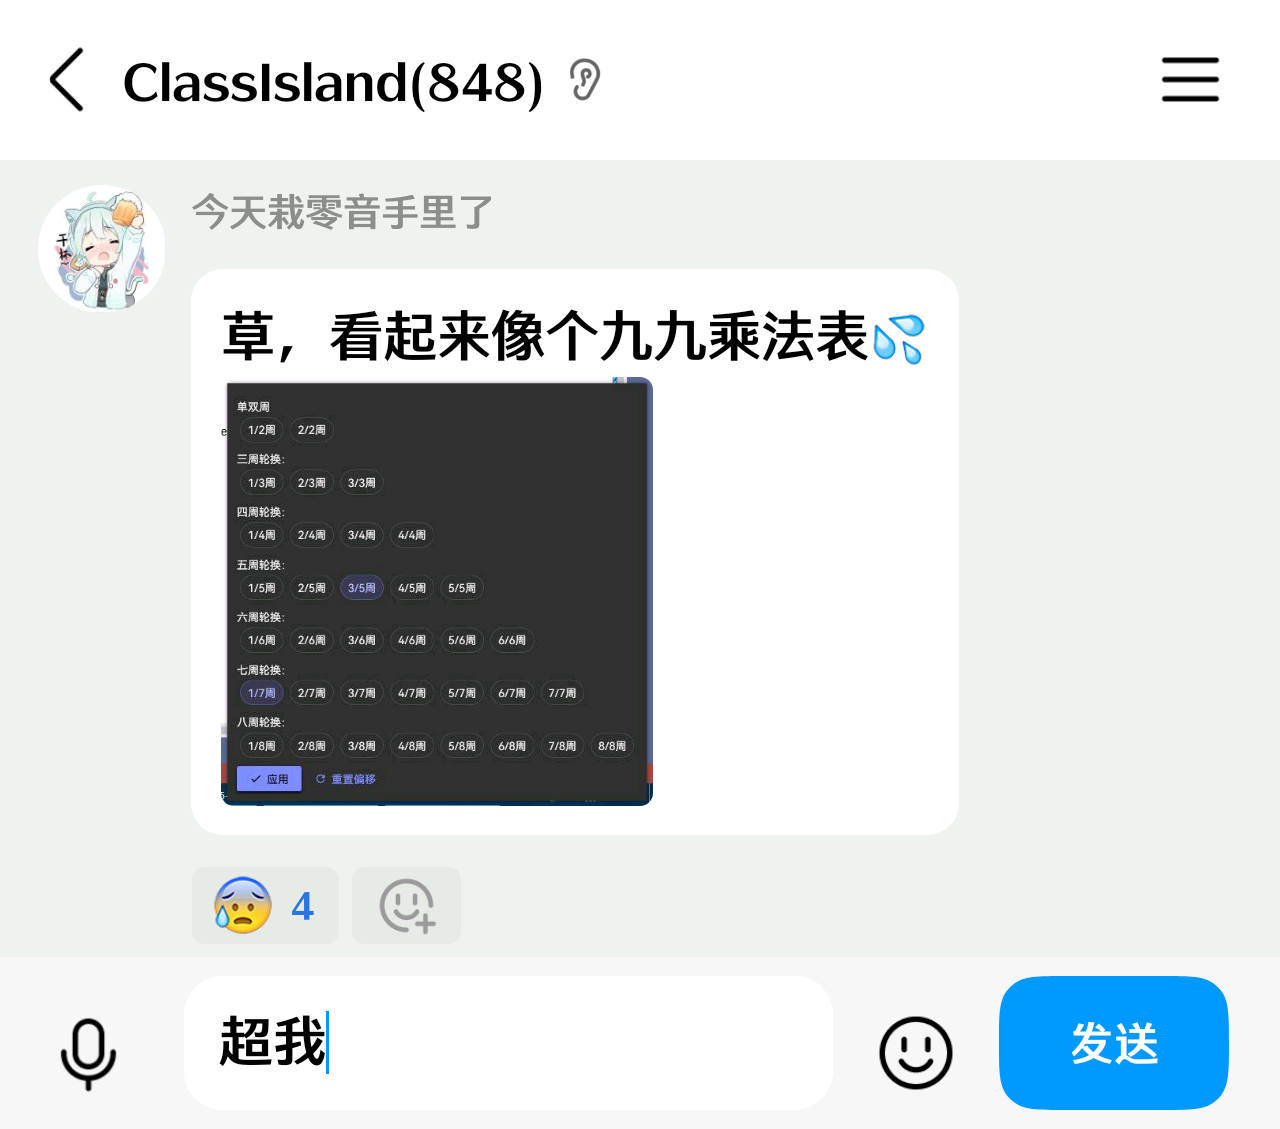 ClassIsland(848)
今天栽零音手里了
干杯
草，看起来像个九九乘法表💦
单双周
1/2周 2/2周
三周轮换:
1/3周 2/3周 3/3周
四周轮换:
1/4周 2/4周 3/4周 4/4周
五周轮换:
1/5周 2/5周 3/5周 4/5周 5/5周
六周轮换:
1/6周 2/6周 3/6周 4/6周 5/6周 6/6周
七周轮换:
1/7周 2/7周 3/7周 4/7周 5/7周 6/7周 7/7周
八周轮换:
1/8周 2/8周 3/8周 4/8周 5/8周 6/8周 7/8周 8/8周
应用 重置偏移
4
超我
发送